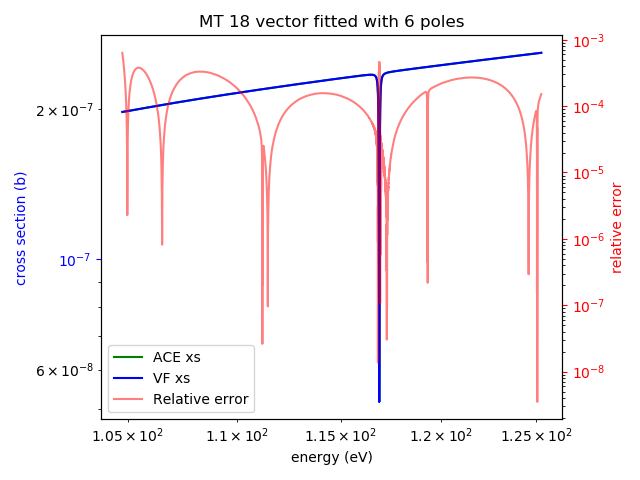 MT 18 vector fitted with 6 poles
cross section (b)
2 × 10⁻⁷
10⁻⁷
6 × 10⁻⁸
ACE xs
VF xs
Relative error
10⁻³
10⁻⁴
10⁻⁵
10⁻⁶
10⁻⁷
10⁻⁸
relative error
1.05 × 10² 1.1 × 10² 1.15 × 10² 1.2 × 10² 1.25 × 10²
energy (eV)